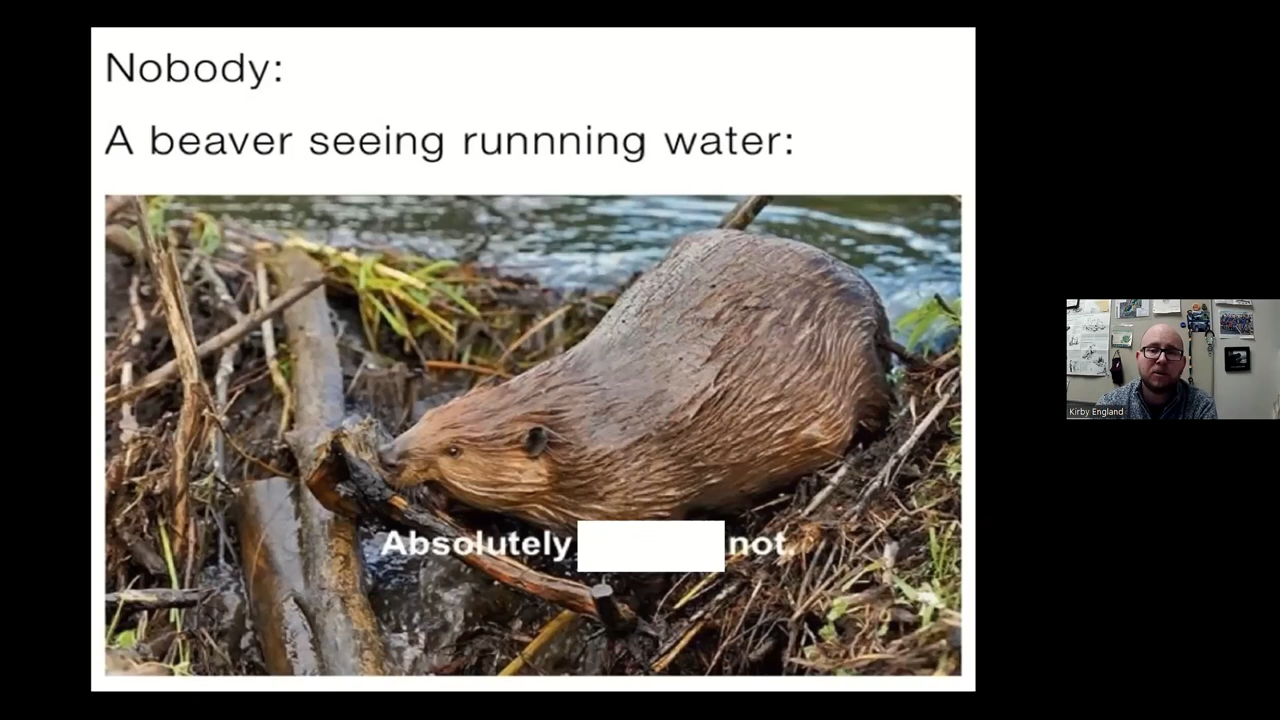 Nobody:
A beaver seeing runnning water:
Absolutely not.
Kirby England